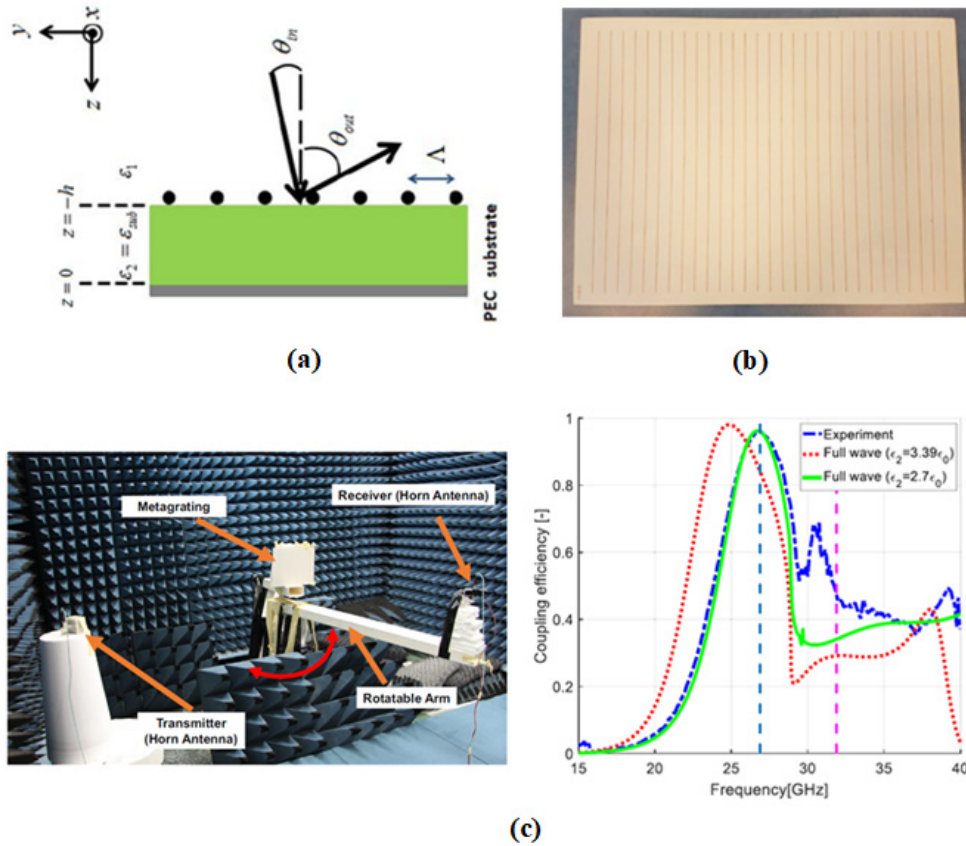 y
x
z
θin
θout
Λ
ε1
z = −h
ε2 = εsub
z = 0
PEC substrate
(a)
(b)
Metagrating
Receiver (Horn Antenna)
Rotatable Arm
Transmitter
(Horn Antenna)
Coupling efficiency [-]
1
0.8
0.6
0.4
0.2
0
Experiment
Full wave (ϵ2=3.39ϵ0)
Full wave (ϵ2=2.7ϵ0)
15 20 25 30 35 40
Frequency[GHz]
(c)